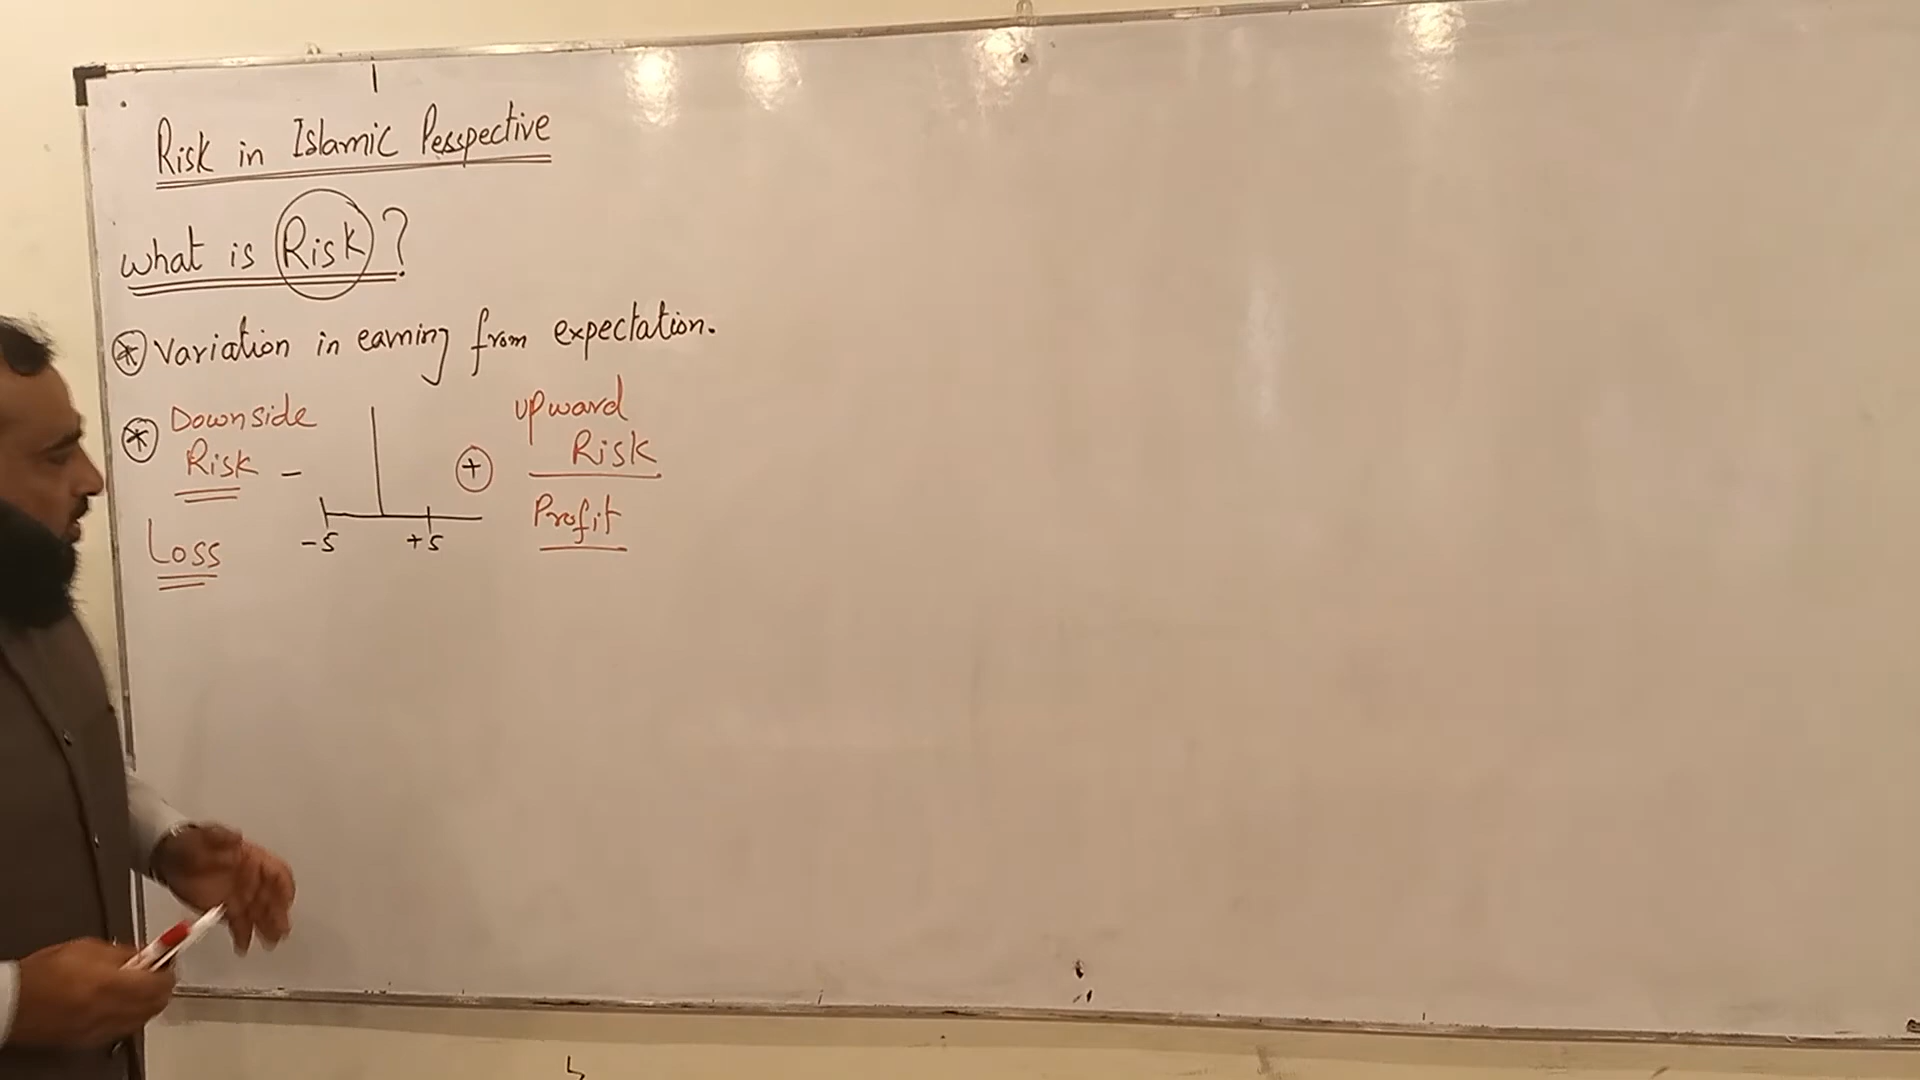 Risk in Islamic Perspective
what is Risk ?
* Variation in earning from expectation.
* Downside
Risk -
Loss
-5 +5
+
upward
Risk
Profit